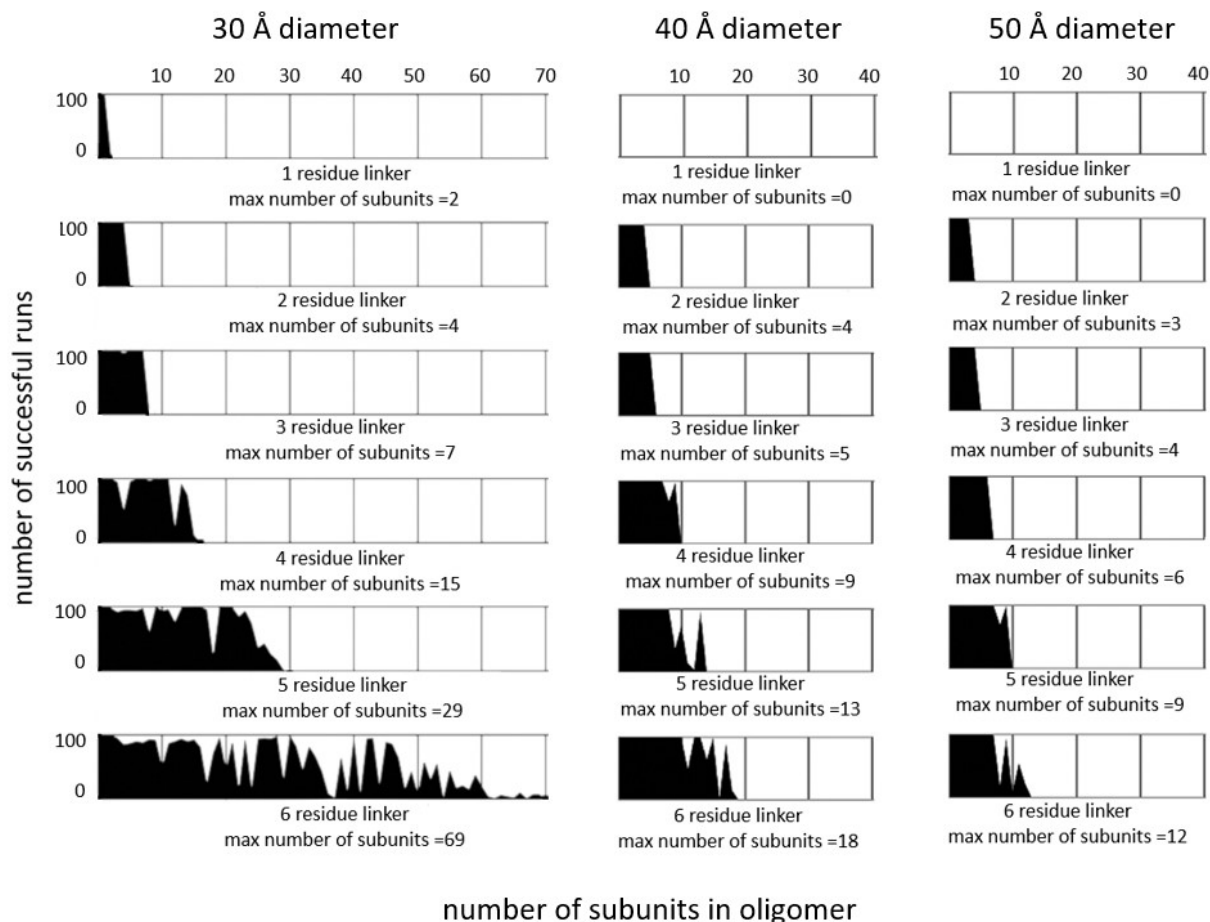 30 Å diameter
40 Å diameter
50 Å diameter
10 20 30 40 50 60 70
10 20 30 40
10 20 30 40
number of successful runs
100
0
1 residue linker
max number of subunits =2
1 residue linker
max number of subunits =0
1 residue linker
max number of subunits =0
100
0
2 residue linker
max number of subunits =4
2 residue linker
max number of subunits =4
2 residue linker
max number of subunits =3
100
0
3 residue linker
max number of subunits =7
3 residue linker
max number of subunits =5
3 residue linker
max number of subunits =4
100
0
4 residue linker
max number of subunits =15
4 residue linker
max number of subunits =9
4 residue linker
max number of subunits =6
100
0
5 residue linker
max number of subunits =29
5 residue linker
max number of subunits =13
5 residue linker
max number of subunits =9
100
0
6 residue linker
max number of subunits =69
6 residue linker
max number of subunits =18
6 residue linker
max number of subunits =12
number of subunits in oligomer